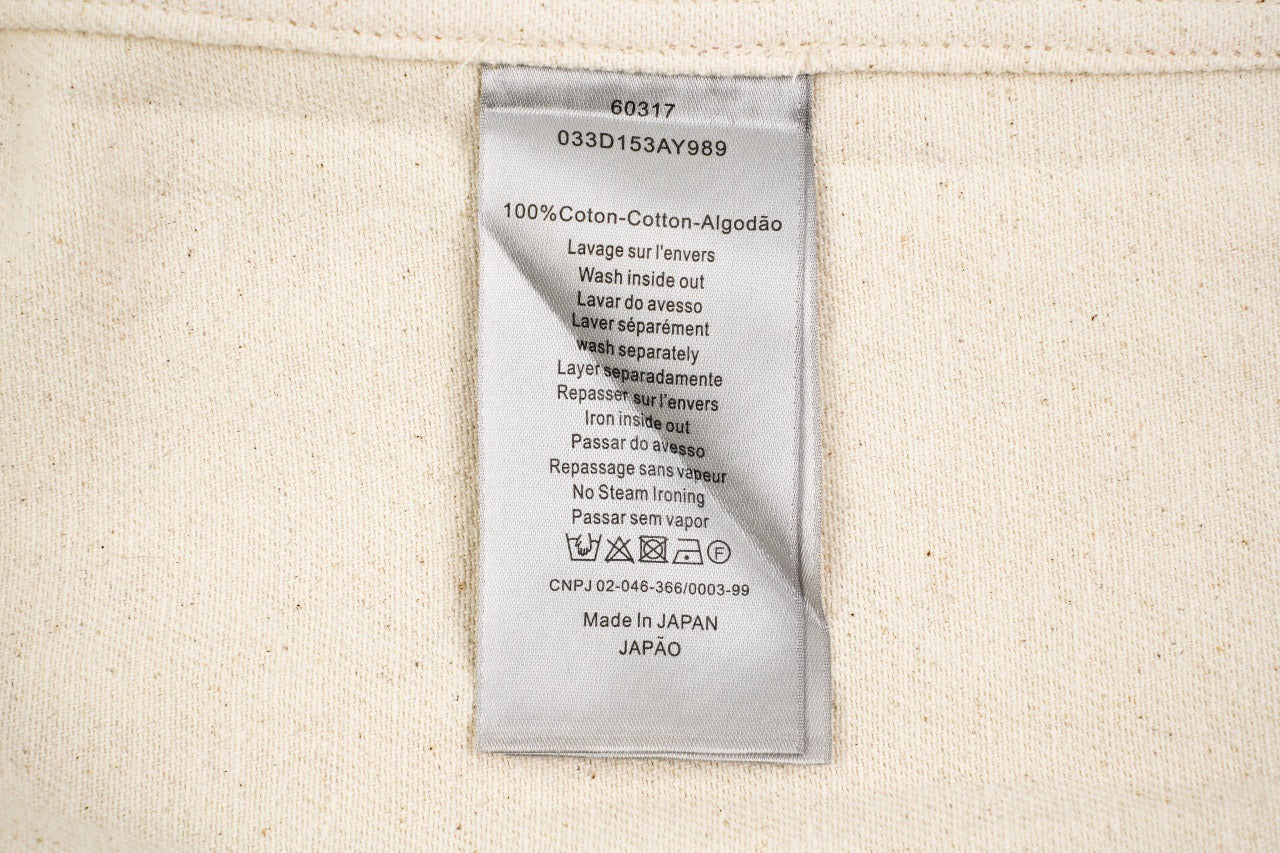 60317
033D153AY989
100%Coton-Cotton-Algodão
Lavage sur l'envers
Wash inside out
Lavar do avesso
Laver séparément
wash separately
Layer separadamente
Repasser sur l'envers
Iron inside out
Passar do avesso
Repassage sans vapeur
No Steam Ironing
Passar sem vapor
F
CNPJ 02-046-366/0003-99
Made In JAPAN
JAPÃO